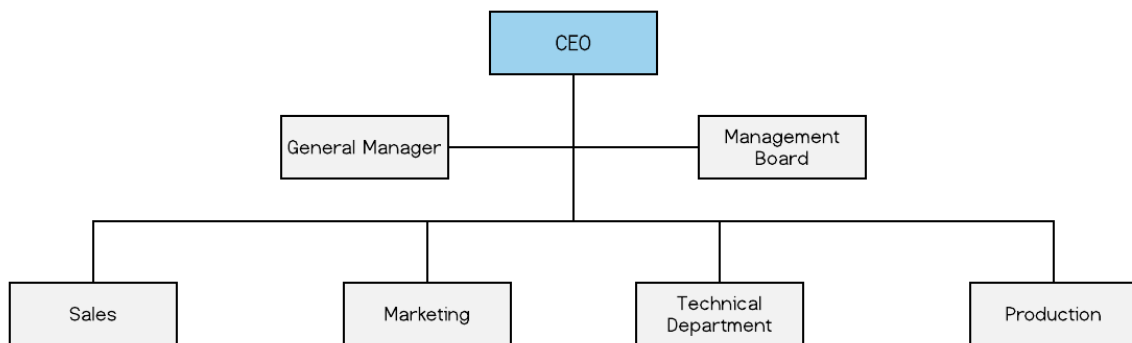 CEO
General Manager
Management
Board
Sales
Marketing
Technical
Department
Production